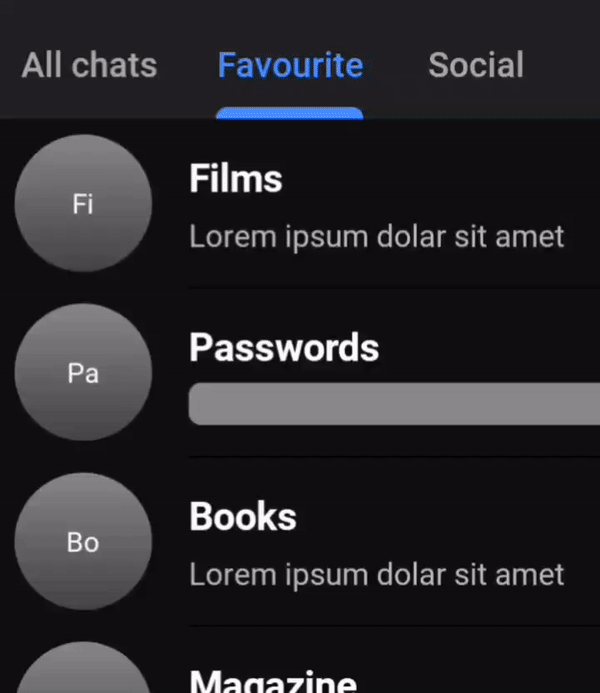 All chats Favourite Social
Fi
Films
Lorem ipsum dolar sit amet
Pa
Passwords
Bo
Books
Lorem ipsum dolar sit amet
Magazine